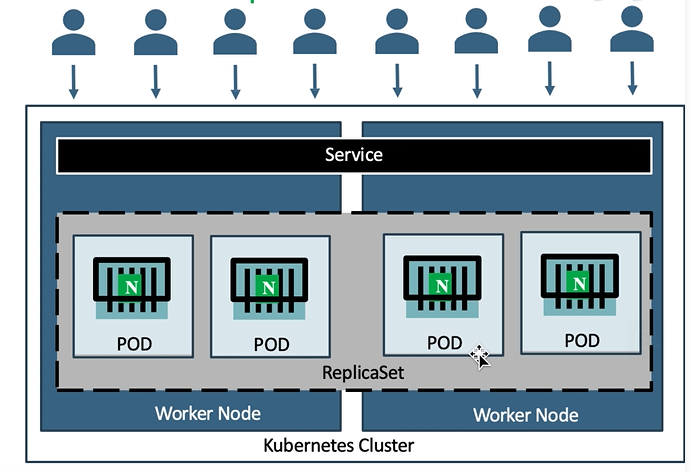 Service
N
N
N
N
POD
POD
POD
POD
ReplicaSet
Worker Node
Worker Node
Kubernetes Cluster